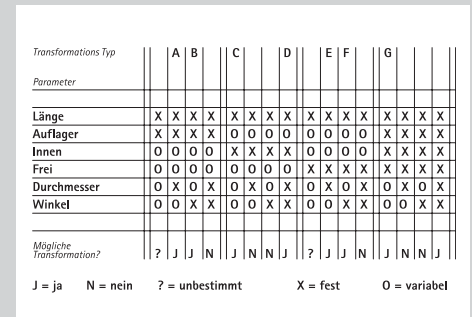 Transformations Typ A B C D E F G
Parameter
Länge X X X X X X X X X X X X X X X X
Auflager X X X X O O O O O O O O X X X X
Innen O O O O X X X X O O O O X X X X
Frei O O O O O O O O X X X X X X X X
Durchmesser O X O X O X O X O X O X O X O X
Winkel O O X X O O X X O O X X O O X X
Mögliche
Transformation? ? J J N J N N J ? J J N J N N N
J = ja N = nein ? = unbestimmt X = fest O = variabel